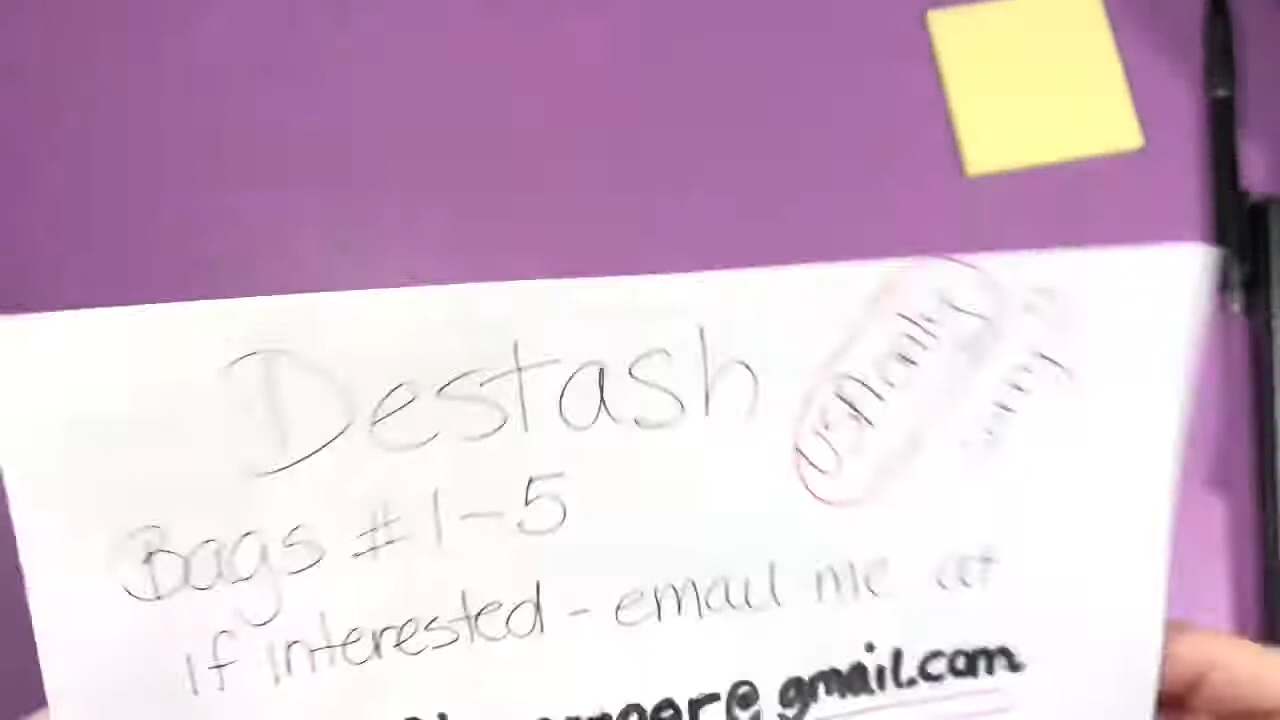 Destash
Bags #1-5
if interested - email me at
@gmail.com